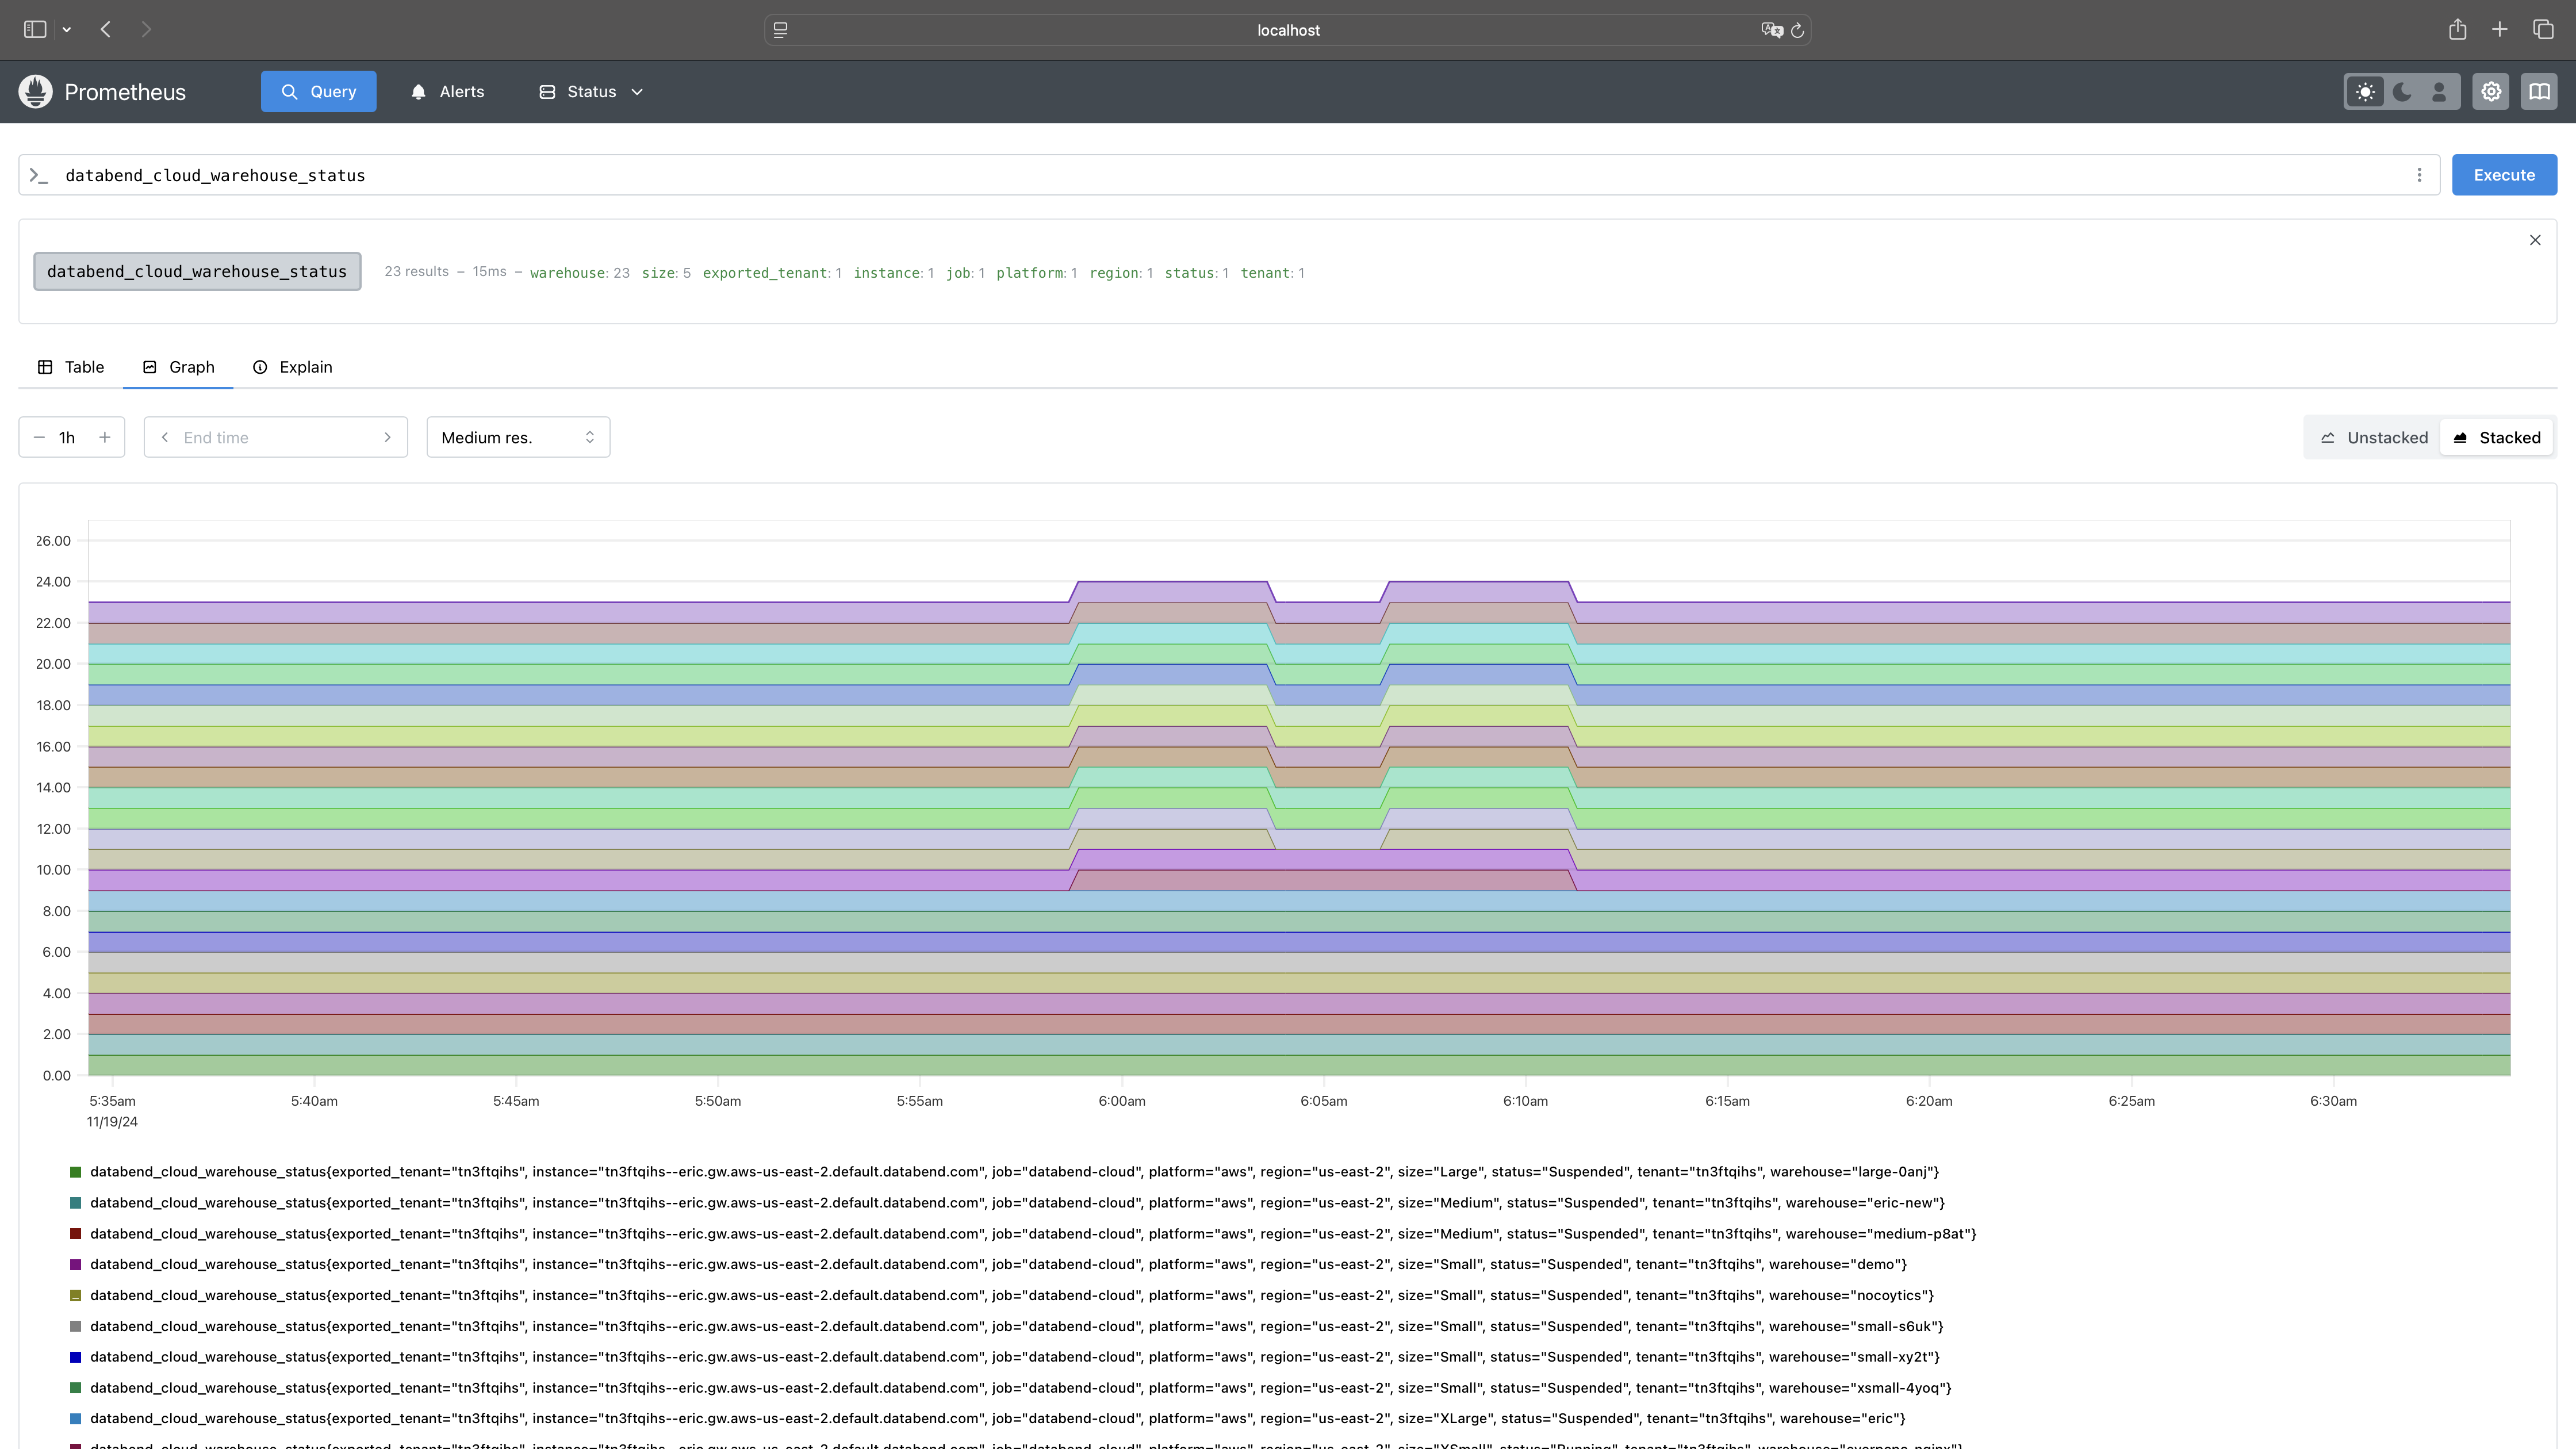 localhost
Prometheus Query Alerts Status
databend_cloud_warehouse_status Execute
databend_cloud_warehouse_status 23 results – 15ms – warehouse: 23 size: 5 exported_tenant: 1 instance: 1 job: 1 platform: 1 region: 1 status: 1 tenant: 1
Table Graph Explain
1h End time Medium res. Unstacked Stacked
26.00
24.00
22.00
20.00
18.00
16.00
14.00
12.00
10.00
8.00
6.00
4.00
2.00
0.00
5:35am 5:40am 5:45am 5:50am 5:55am 6:00am 6:05am 6:10am 6:15am 6:20am 6:25am 6:30am
11/19/24
databend_cloud_warehouse_status{exported_tenant="tn3ftqihs", instance="tn3ftqihs--eric.gw.aws-us-east-2.default.databend.com", job="databend-cloud", platform="aws", region="us-east-2", size="Large", status="Suspended", tenant="tn3ftqihs", warehouse="large-0anj"}
databend_cloud_warehouse_status{exported_tenant="tn3ftqihs", instance="tn3ftqihs--eric.gw.aws-us-east-2.default.databend.com", job="databend-cloud", platform="aws", region="us-east-2", size="Medium", status="Suspended", tenant="tn3ftqihs", warehouse="eric-new"}
databend_cloud_warehouse_status{exported_tenant="tn3ftqihs", instance="tn3ftqihs--eric.gw.aws-us-east-2.default.databend.com", job="databend-cloud", platform="aws", region="us-east-2", size="Medium", status="Suspended", tenant="tn3ftqihs", warehouse="medium-p8at"}
databend_cloud_warehouse_status{exported_tenant="tn3ftqihs", instance="tn3ftqihs--eric.gw.aws-us-east-2.default.databend.com", job="databend-cloud", platform="aws", region="us-east-2", size="Small", status="Suspended", tenant="tn3ftqihs", warehouse="demo"}
databend_cloud_warehouse_status{exported_tenant="tn3ftqihs", instance="tn3ftqihs--eric.gw.aws-us-east-2.default.databend.com", job="databend-cloud", platform="aws", region="us-east-2", size="Small", status="Suspended", tenant="tn3ftqihs", warehouse="nocoytics"}
databend_cloud_warehouse_status{exported_tenant="tn3ftqihs", instance="tn3ftqihs--eric.gw.aws-us-east-2.default.databend.com", job="databend-cloud", platform="aws", region="us-east-2", size="Small", status="Suspended", tenant="tn3ftqihs", warehouse="small-s6uk"}
databend_cloud_warehouse_status{exported_tenant="tn3ftqihs", instance="tn3ftqihs--eric.gw.aws-us-east-2.default.databend.com", job="databend-cloud", platform="aws", region="us-east-2", size="Small", status="Suspended", tenant="tn3ftqihs", warehouse="small-xy2t"}
databend_cloud_warehouse_status{exported_tenant="tn3ftqihs", instance="tn3ftqihs--eric.gw.aws-us-east-2.default.databend.com", job="databend-cloud", platform="aws", region="us-east-2", size="Small", status="Suspended", tenant="tn3ftqihs", warehouse="xsmall-4yoq"}
databend_cloud_warehouse_status{exported_tenant="tn3ftqihs", instance="tn3ftqihs--eric.gw.aws-us-east-2.default.databend.com", job="databend-cloud", platform="aws", region="us-east-2", size="XLarge", status="Suspended", tenant="tn3ftqihs", warehouse="eric"}